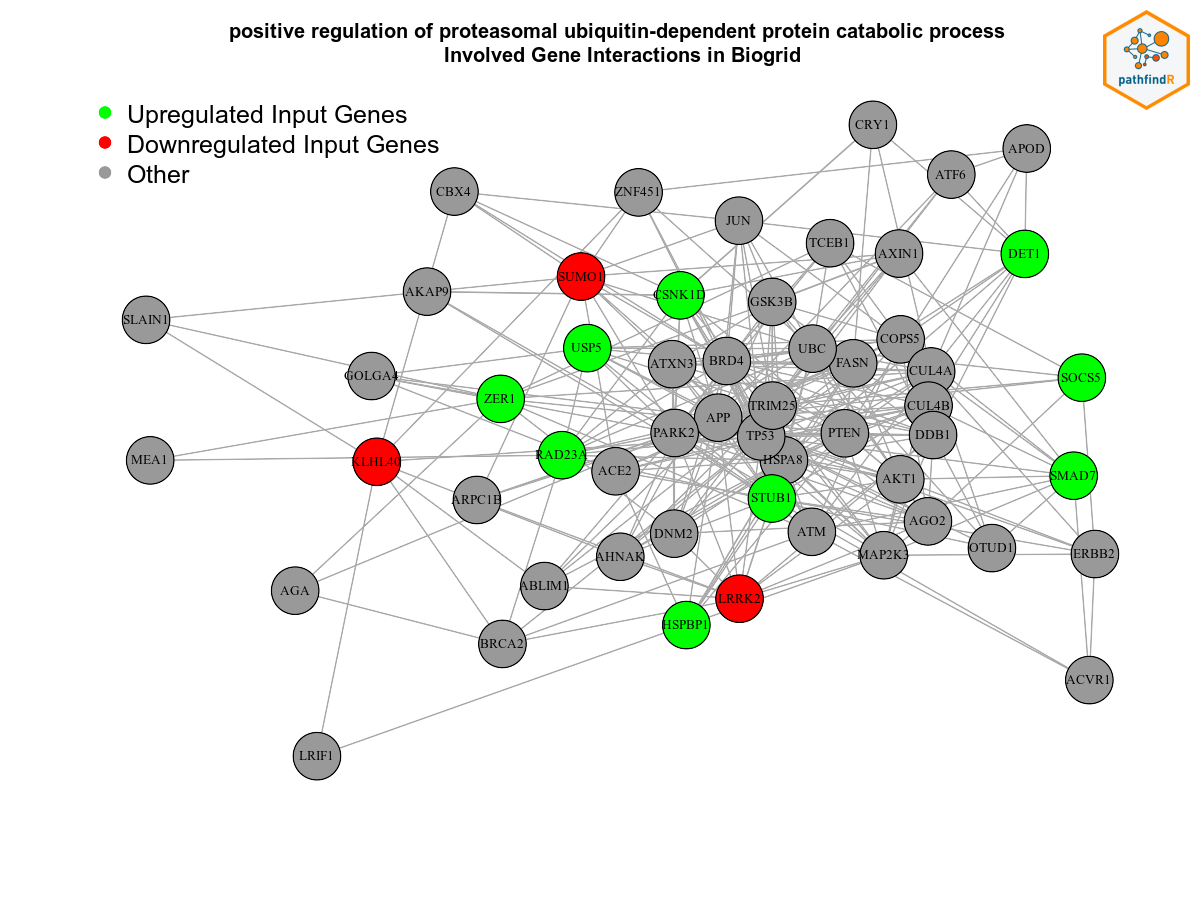 positive regulation of proteasomal ubiquitin-dependent protein catabolic process
Involved Gene Interactions in Biogrid
pathfindR
Upregulated Input Genes
Downregulated Input Genes
Other
CRY1
APOD
ATF6
CBX4
ZNF451
JUN
TCEB1
AXIN1
DET1
SUMO1
AKAP9
CSNK1D
GSK3B
SLAIN1
USP5
COPS5
UBC
ATXN3
BRD4
FASN
CUL4A
GOLGA4
SOCS5
ZER1
TRIM25
CUL4B
APP
PARK2
TP53
PTEN
DDB1
MEA1
KLHL40
RAD23A
HSPA8
ACE2
SMAD7
AKT1
ARPC1B
STUB1
AGO2
DNM2
ATM
OTUD1
AHNAK
MAP2K3
ERBB2
AGA
ABLIM1
LRRK2
HSPBP1
BRCA2
ACVR1
LRIF1